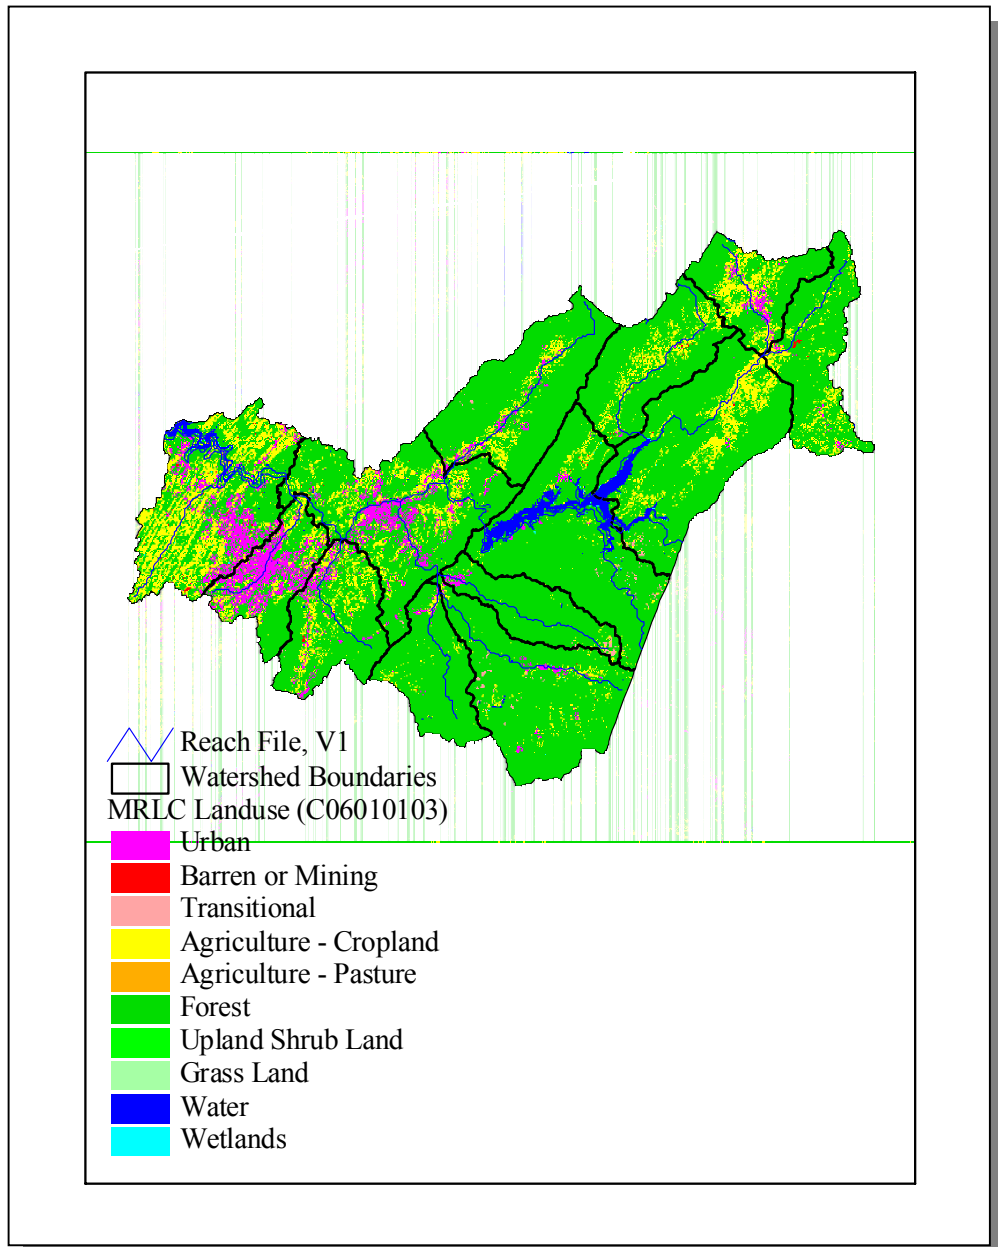 Reach File, V1
Watershed Boundaries
MRLC Landuse (C06010103)
Urban
Barren or Mining
Transitional
Agriculture - Cropland
Agriculture - Pasture
Forest
Upland Shrub Land
Grass Land
Water
Wetlands